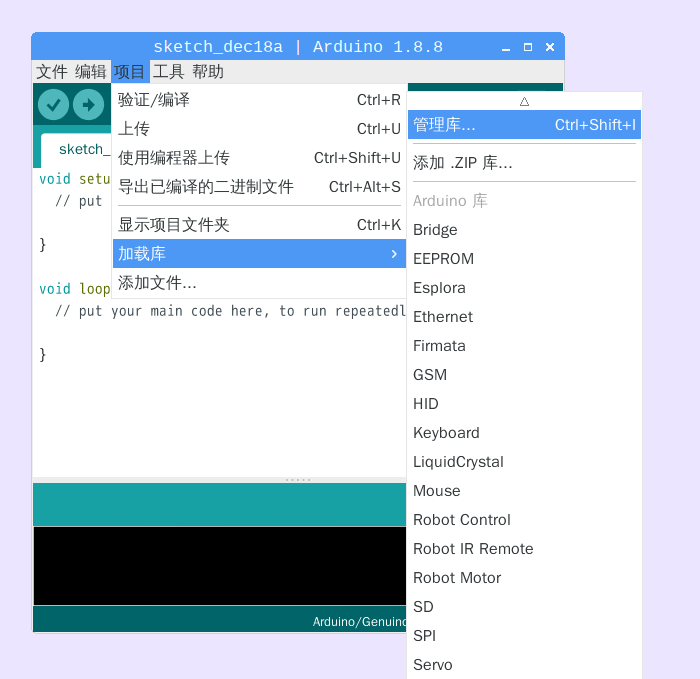 sketch_dec18a | Arduino 1.8.8
文件 编辑 项目 工具 帮助
验证/编译 Ctrl+R
上传 Ctrl+U
使用编程器上传 Ctrl+Shift+U
导出已编译的二进制文件 Ctrl+Alt+S
显示项目文件夹 Ctrl+K
加载库
添加文件...
管理库... Ctrl+Shift+I
添加 .ZIP 库...
Arduino 库
Bridge
EEPROM
Esplora
Ethernet
Firmata
GSM
HID
Keyboard
LiquidCrystal
Mouse
Robot Control
Robot IR Remote
Robot Motor
SD
SPI
Servo
sketch_
void setu
// put
}
void loop
// put your main code here, to run repeatedl
}
Arduino/Genuino